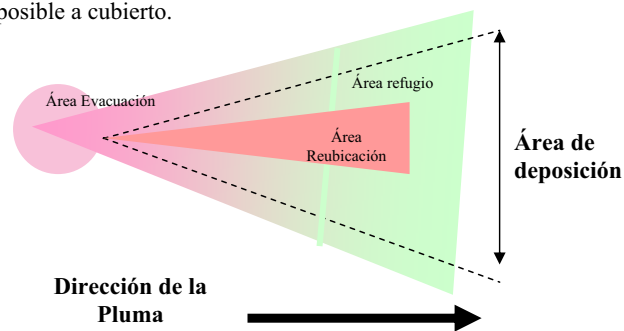 posible a cubierto.
Área Evacuación
Área refugio
Área
Reubicación
Área de
deposición
Dirección de la
Pluma